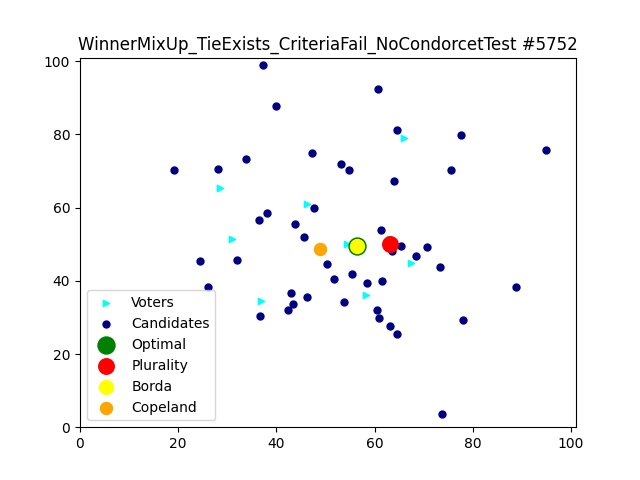 WinnerMixUp_TieExists_CriteriaFail_NoCondorcetTest #5752
100
80
60
40
20
0
Voters
Candidates
Optimal
Plurality
Borda
Copeland
0 20 40 60 80 100